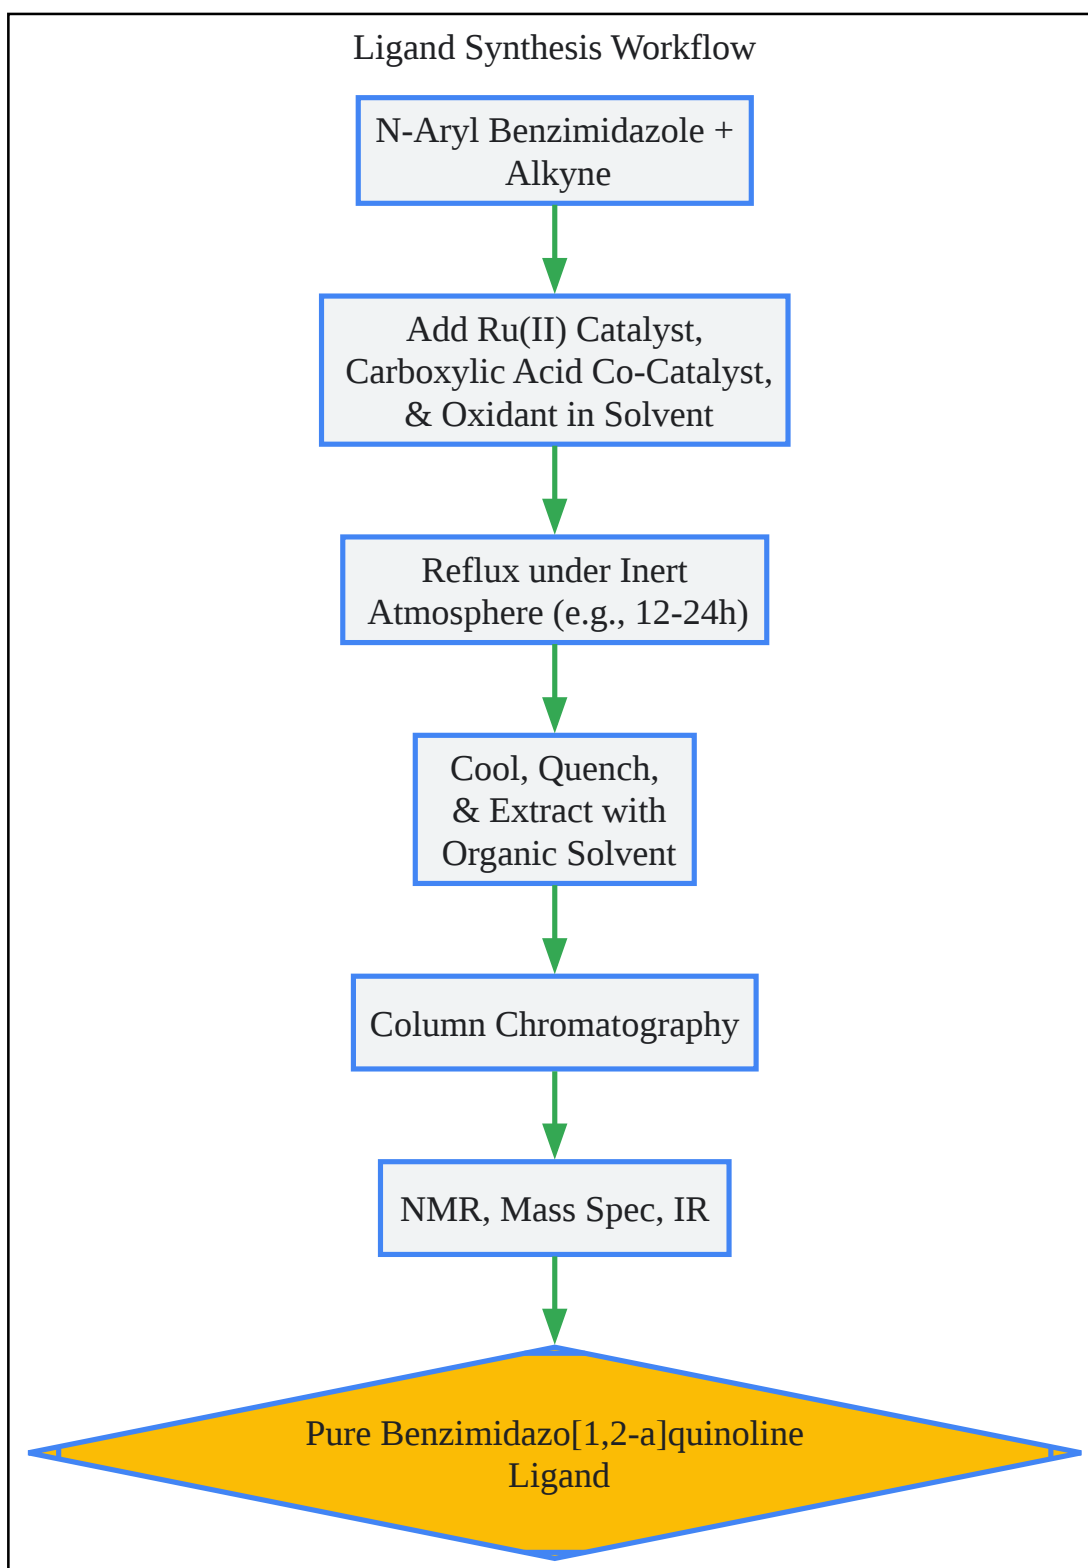 Ligand Synthesis Workflow
N-Aryl Benzimidazole +
Alkyne
Add Ru(II) Catalyst,
Carboxylic Acid Co-Catalyst,
& Oxidant in Solvent
Reflux under Inert
Atmosphere (e.g., 12-24h)
Cool, Quench,
& Extract with
Organic Solvent
Column Chromatography
NMR, Mass Spec, IR
Pure Benzimidazo[1,2-a]quinoline
Ligand